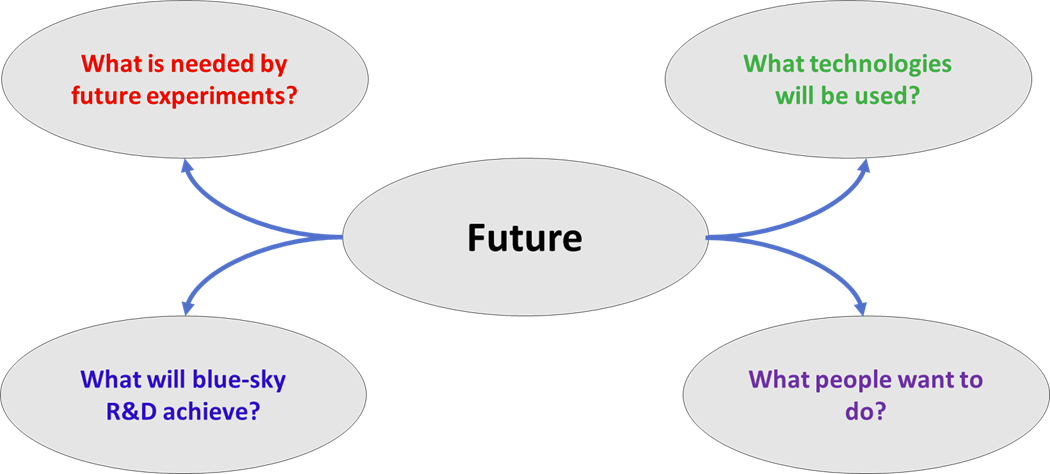 What is needed by
future experiments?
What technologies
will be used?
Future
What will blue-sky
R&D achieve?
What people want to
do?